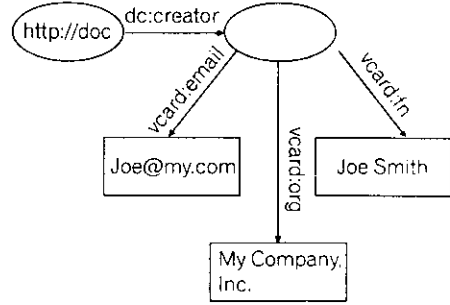 dc:creator
http://doc
vcard:email
vcard:org
vcard:fn
Joe@my.com
Joe Smith
My Company,
Inc.